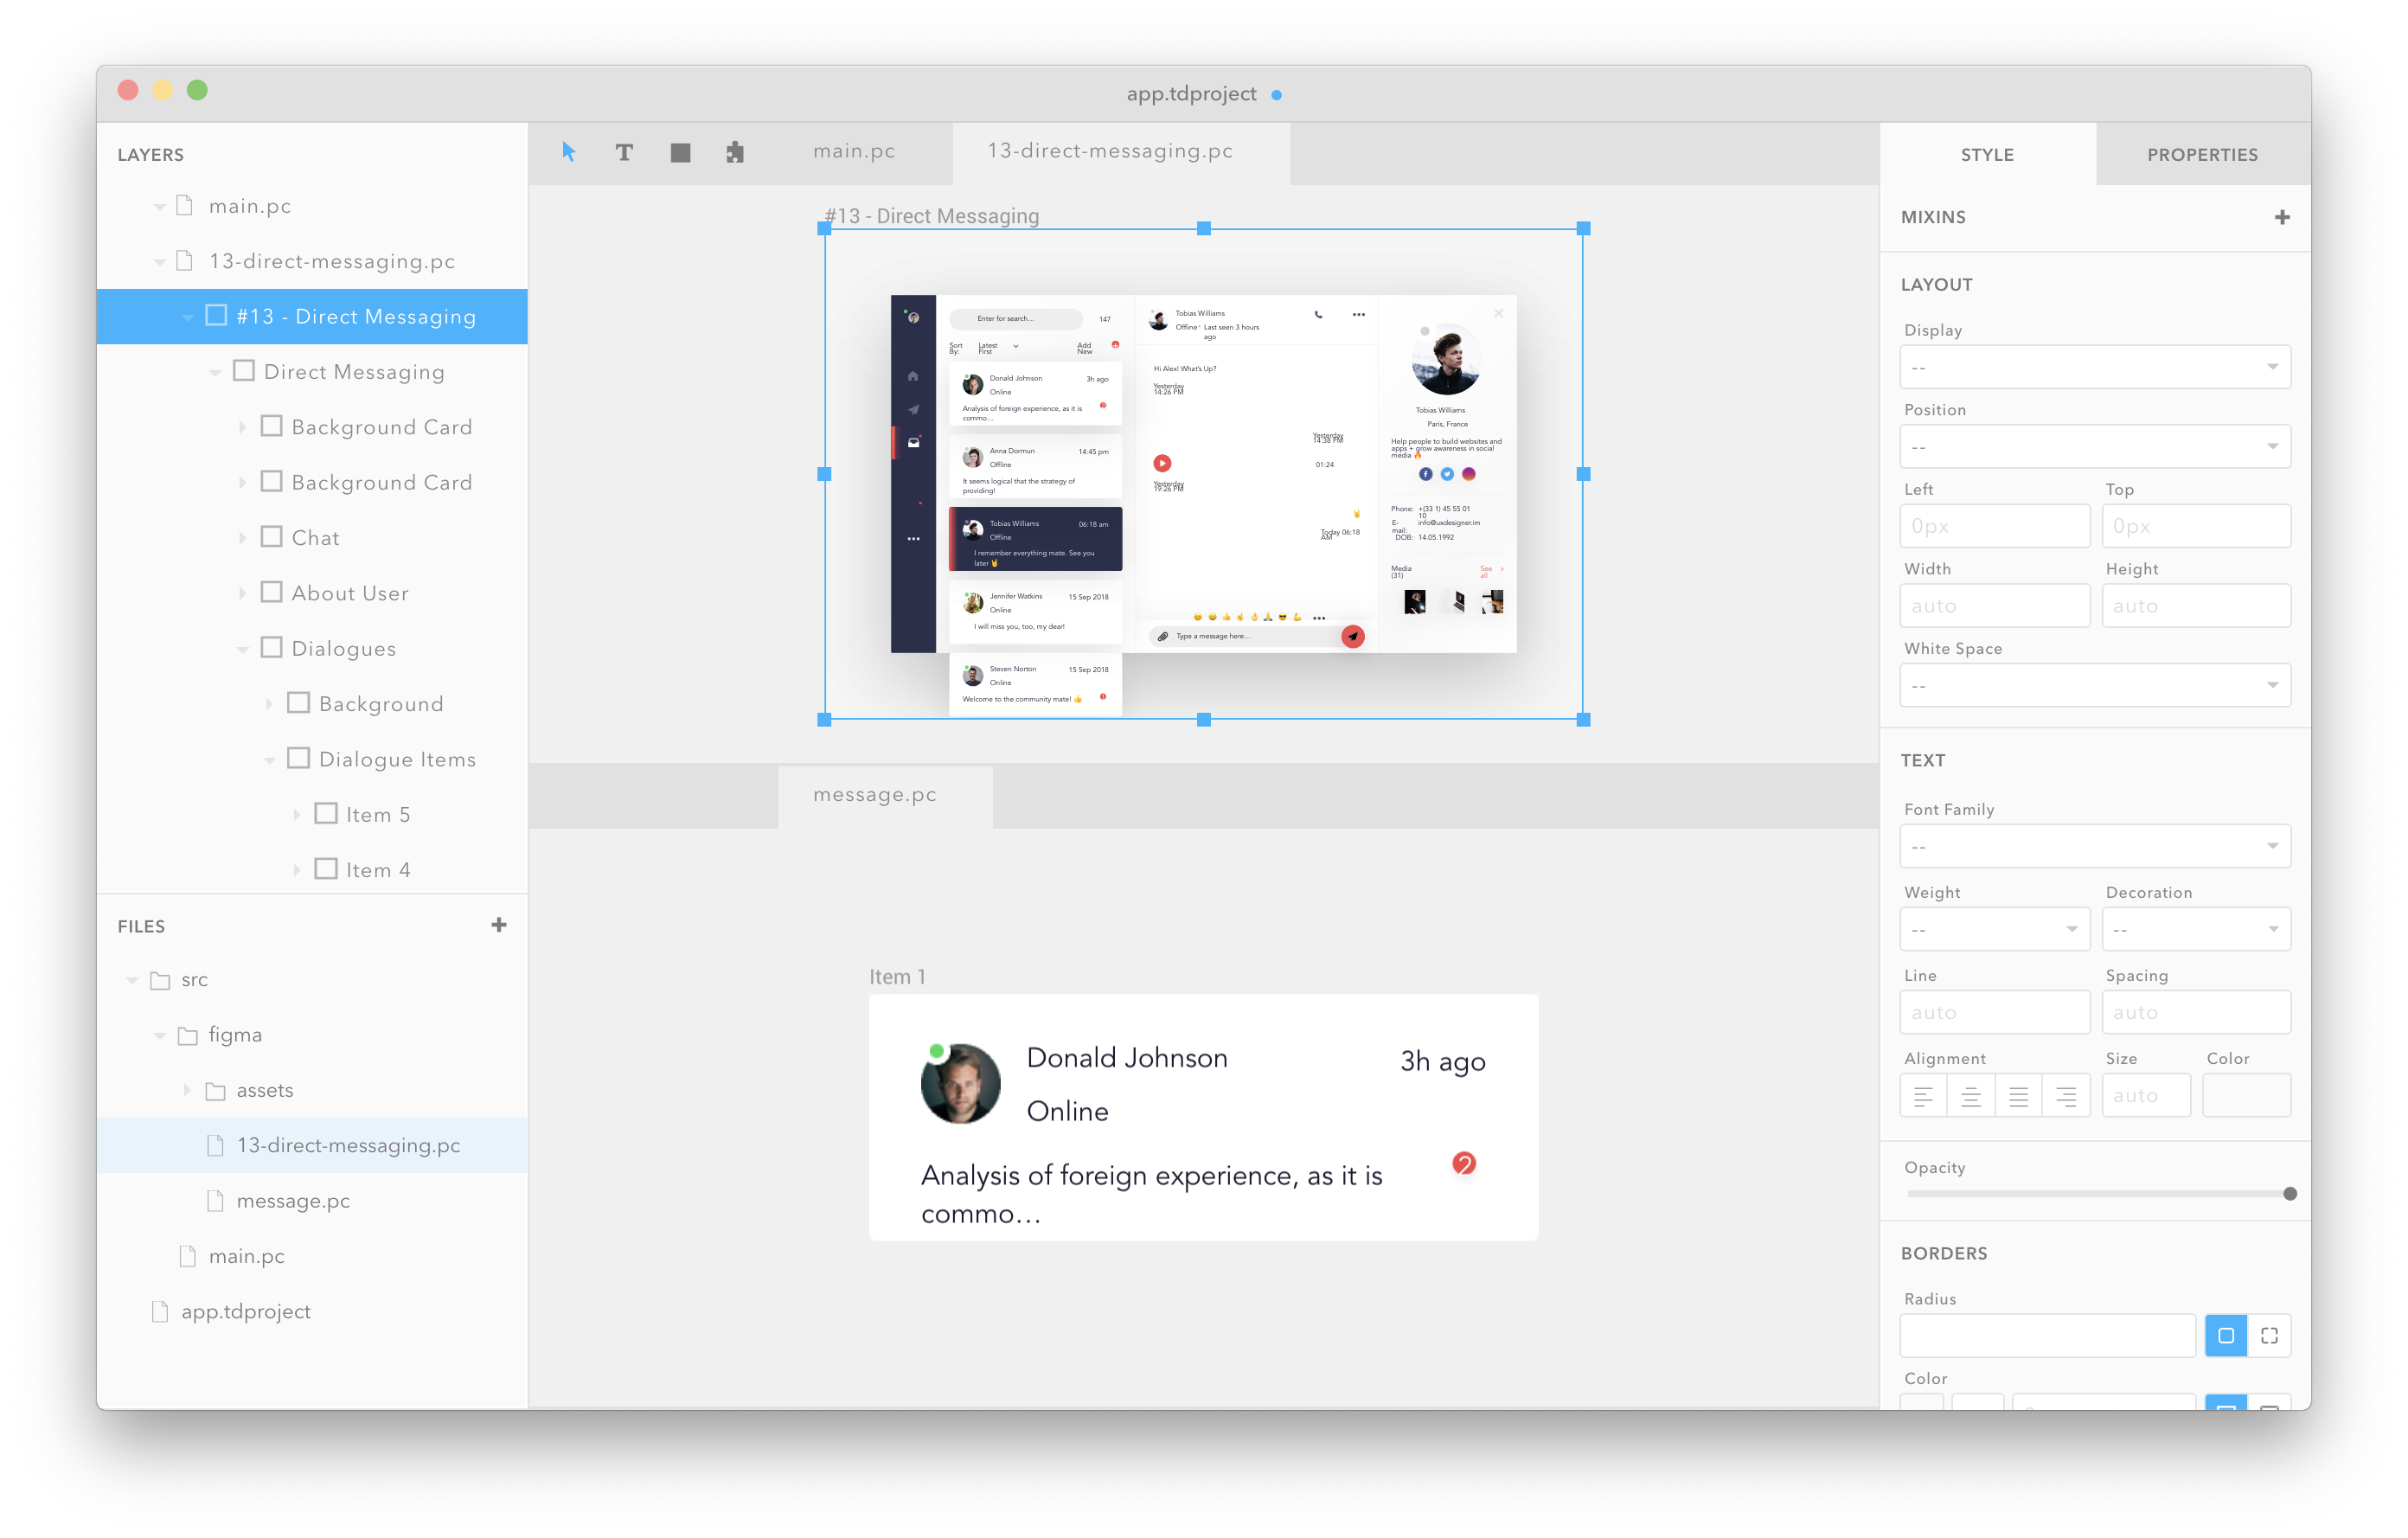 app.tdproject
LAYERS
main.pc
13-direct-messaging.pc
#13 - Direct Messaging
Direct Messaging
Background Card
Background Card
Chat
About User
Dialogues
Background
Dialogue Items
Item 5
Item 4
FILES
src
figma
assets
13-direct-messaging.pc
message.pc
main.pc
app.tdproject
T
main.pc
13-direct-messaging.pc
#13 - Direct Messaging
Enter for search...
147
Sort By:
Latest First
Add New
Donald Johnson
3h ago
Online
Analysis of foreign experience, as it is
commo...
2
Anna Dormun
14:45 pm
Offline
It seems logical that the strategy of
providing!
Tobias Williams
06:18 am
Offline
I remember everything mate. See you
later 🤘
Jennifer Watkins
15 Sep 2018
Online
I will miss you, too, my dear!
Steven Norton
15 Sep 2018
Online
Welcome to the community mate! 👍
Tobias Williams
Offline · Last seen 3 hours
ago
Hi Alex! What's Up?
Yesterday
14:26 PM
Yesterday
14:38 PM
01:24
Yesterday
19:26 PM
Today 06:18
AM
Type a message here...
Tobias Williams
Paris, France
Help people to build websites and
apps + grow awareness in social
media 🔥
Phone: +(33 1) 45 55 01
10
E-mail: info@uxdesigner.im
DOB: 14.05.1992
Media
(31)
See
all
message.pc
Item 1
Donald Johnson
3h ago
Online
2
Analysis of foreign experience, as it is
commo...
STYLE
PROPERTIES
MIXINS
LAYOUT
Display
--
Position
--
Left
Top
0px
0px
Width
Height
auto
auto
White Space
--
TEXT
Font Family
--
Weight
Decoration
--
--
Line
Spacing
auto
auto
Alignment
Size
Color
auto
Opacity
BORDERS
Radius
Color